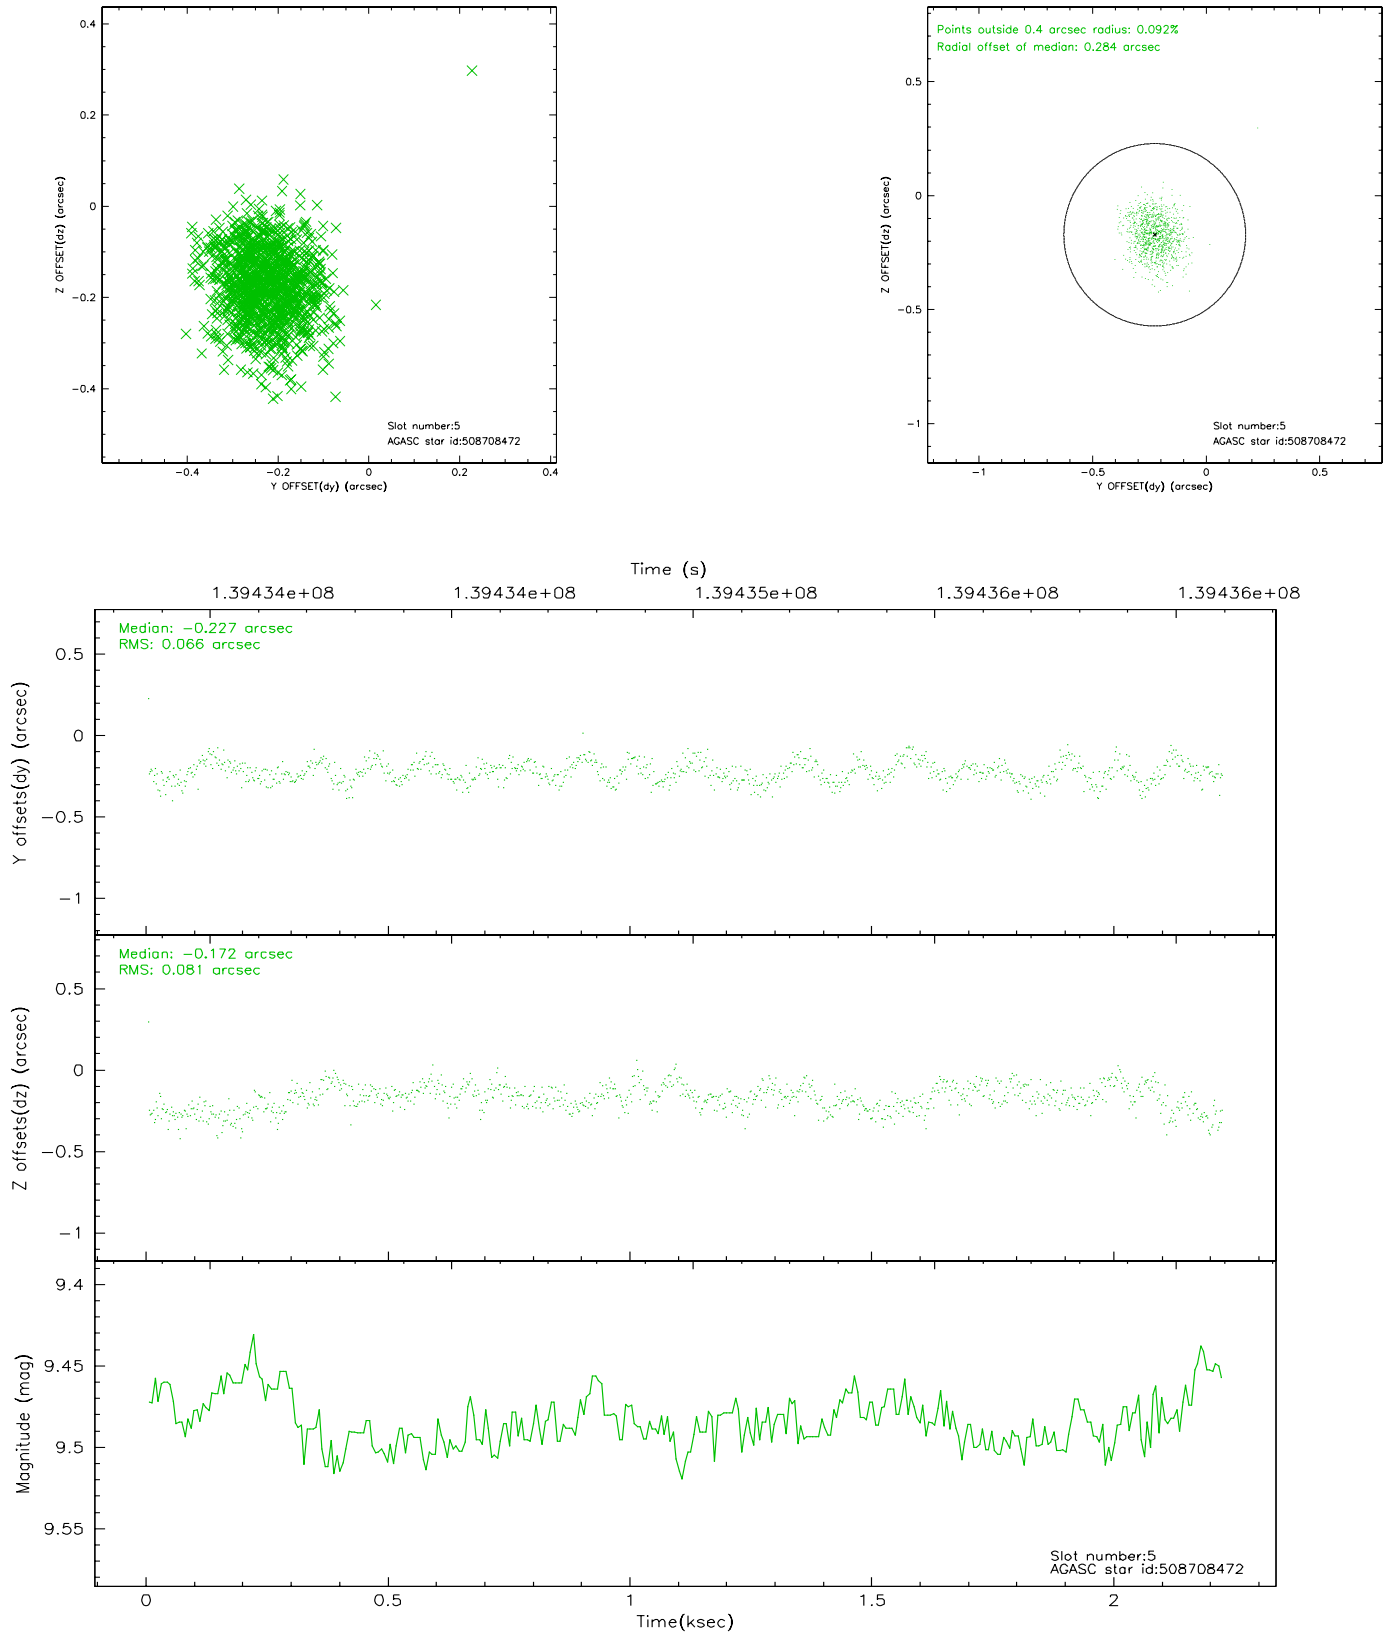 0.4
0.2
0
−0.2
−0.4
Z OFFSET(dz) (arcsec)
Slot number:5
AGASC star id:508708472
−0.4 −0.2 0 0.2 0.4
Y OFFSET(dy) (arcsec)
Points outside 0.4 arcsec radius: 0.092%
Radial offset of median: 0.284 arcsec
0.5
0
−0.5
−1
Z OFFSET(dz) (arcsec)
Slot number:5
AGASC star id:508708472
−1 −0.5 0 0.5
Y OFFSET(dy) (arcsec)
Time (s)
1.39434e+08 1.39434e+08 1.39435e+08 1.39436e+08 1.39436e+08
Median: −0.227 arcsec
RMS: 0.066 arcsec
0.5
0
−0.5
−1
Y offsets(dy) (arcsec)
Median: −0.172 arcsec
RMS: 0.081 arcsec
0.5
0
−0.5
−1
Z offsets(dz) (arcsec)
9.4
9.45
9.5
9.55
Magnitude (mag)
Slot number:5
AGASC star id:508708472
0 0.5 1 1.5 2
Time(ksec)